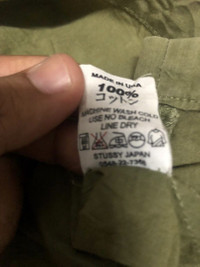 MADE IN USA
100%
コットン
MACHINE WASH COLD
USE NO BLEACH
LINE DRY
STUSSY JAPAN